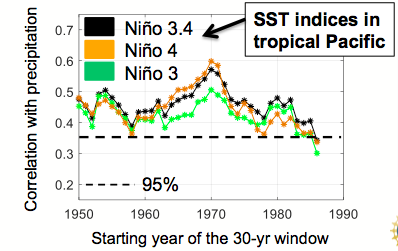 SST indices in
tropical Pacific
Niño 3.4
Niño 4
Niño 3
Correlation with precipitation
0.7
0.6
0.5
0.4
0.3
0.2
95%
1950 1960 1970 1980 1990
Starting year of the 30-yr window